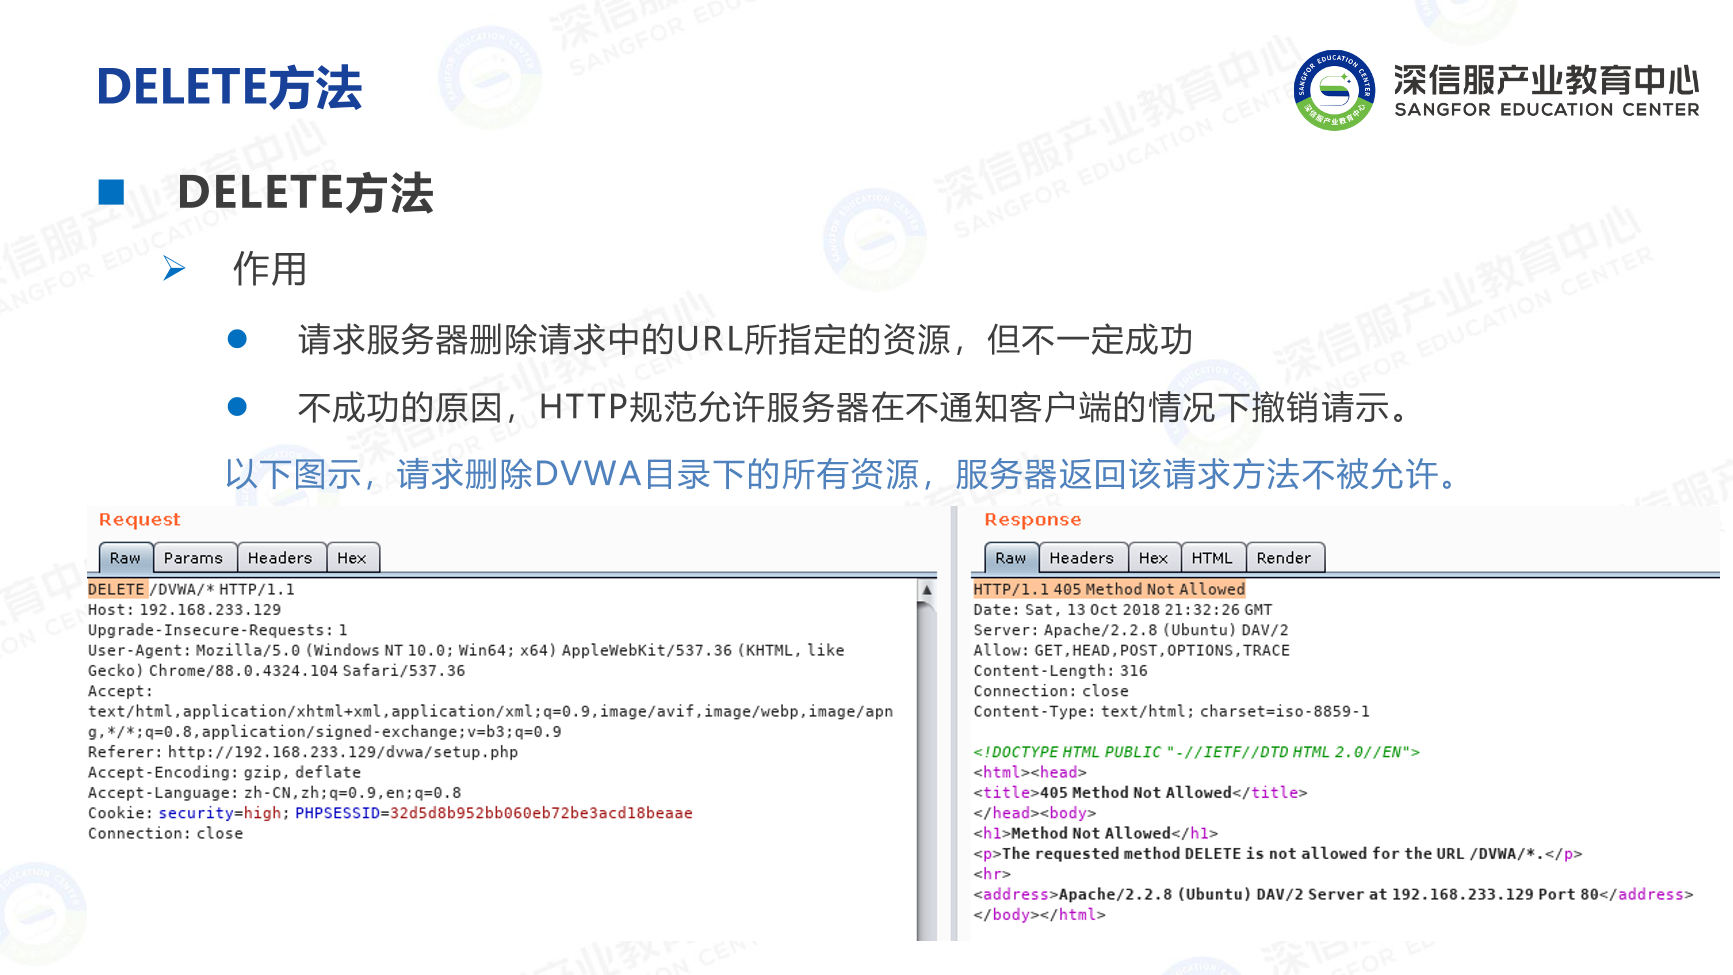 DELETE方法
深信服产业教育中心
SANGFOR EDUCATION CENTER
DELETE方法
作用
请求服务器删除请求中的URL所指定的资源，但不一定成功
不成功的原因，HTTP规范允许服务器在不通知客户端的情况下撤销请示。
以下图示，请求删除DVWA目录下的所有资源，服务器返回该请求方法不被允许。
Request
Raw Params Headers Hex
DELETE /DVWA/* HTTP/1.1
Host: 192.168.233.129
Upgrade-Insecure-Requests: 1
User-Agent: Mozilla/5.0 (Windows NT 10.0; Win64; x64) AppleWebKit/537.36 (KHTML, like
Gecko) Chrome/88.0.4324.104 Safari/537.36
Accept:
text/html,application/xhtml+xml,application/xml;q=0.9,image/avif,image/webp,image/apn
g,*/*;q=0.8,application/signed-exchange;v=b3;q=0.9
Referer: http://192.168.233.129/dvwa/setup.php
Accept-Encoding: gzip, deflate
Accept-Language: zh-CN,zh;q=0.9,en;q=0.8
Cookie: security=high; PHPSESSID=32d5d8b952bb060eb72be3acd18beaae
Connection: close
Response
Raw Headers Hex HTML Render
HTTP/1.1 405 Method Not Allowed
Date: Sat, 13 Oct 2018 21:32:26 GMT
Server: Apache/2.2.8 (Ubuntu) DAV/2
Allow: GET,HEAD,POST,OPTIONS,TRACE
Content-Length: 316
Connection: close
Content-Type: text/html; charset=iso-8859-1
<!DOCTYPE HTML PUBLIC "-//IETF//DTD HTML 2.0//EN">
<html><head>
<title>405 Method Not Allowed</title>
</head><body>
<h1>Method Not Allowed</h1>
<p>The requested method DELETE is not allowed for the URL /DVWA/*.</p>
<hr>
<address>Apache/2.2.8 (Ubuntu) DAV/2 Server at 192.168.233.129 Port 80</address>
</body></html>